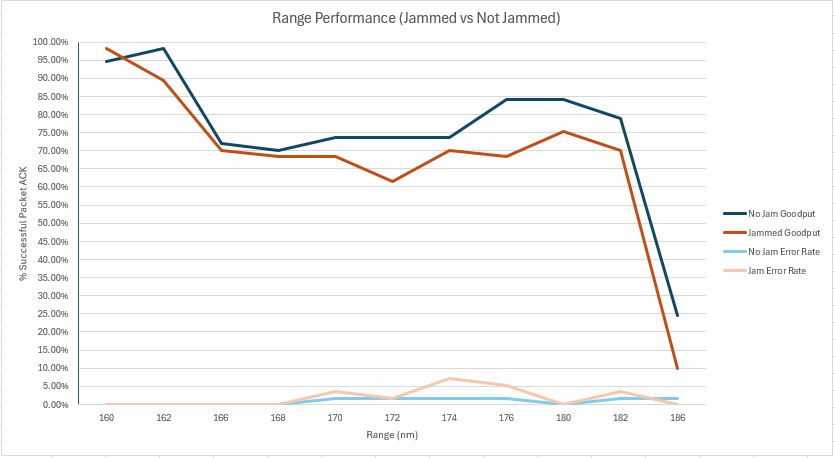 Range Performance (Jammed vs Not Jammed)
100.00%
95.00%
90.00%
85.00%
80.00%
75.00%
70.00%
65.00%
60.00%
55.00%
50.00%
45.00%
40.00%
35.00%
30.00%
25.00%
20.00%
15.00%
10.00%
5.00%
0.00%
% Successful Packet ACK
160 162 166 168 170 172 174 176 180 182 186
Range (nm)
No Jam Goodput
Jammed Goodput
No Jam Error Rate
Jam Error Rate